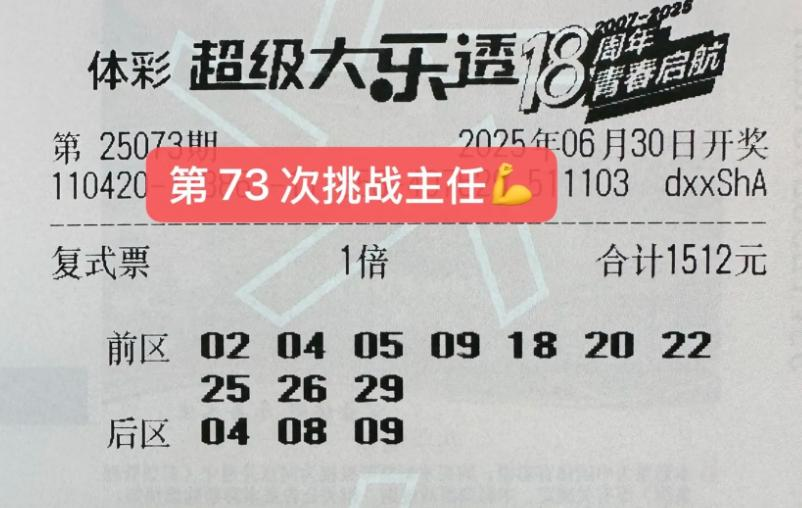 体彩 超级大乐透 18 2007-2025
周年
青春启航
第 25073期 2025年06月30日开奖
110420- 511103 dxxShA
第 73 次挑战主任💪
复式票 1倍 合计1512元
前区 02 04 05 09 18 20 22
25 26 29
后区 04 08 09